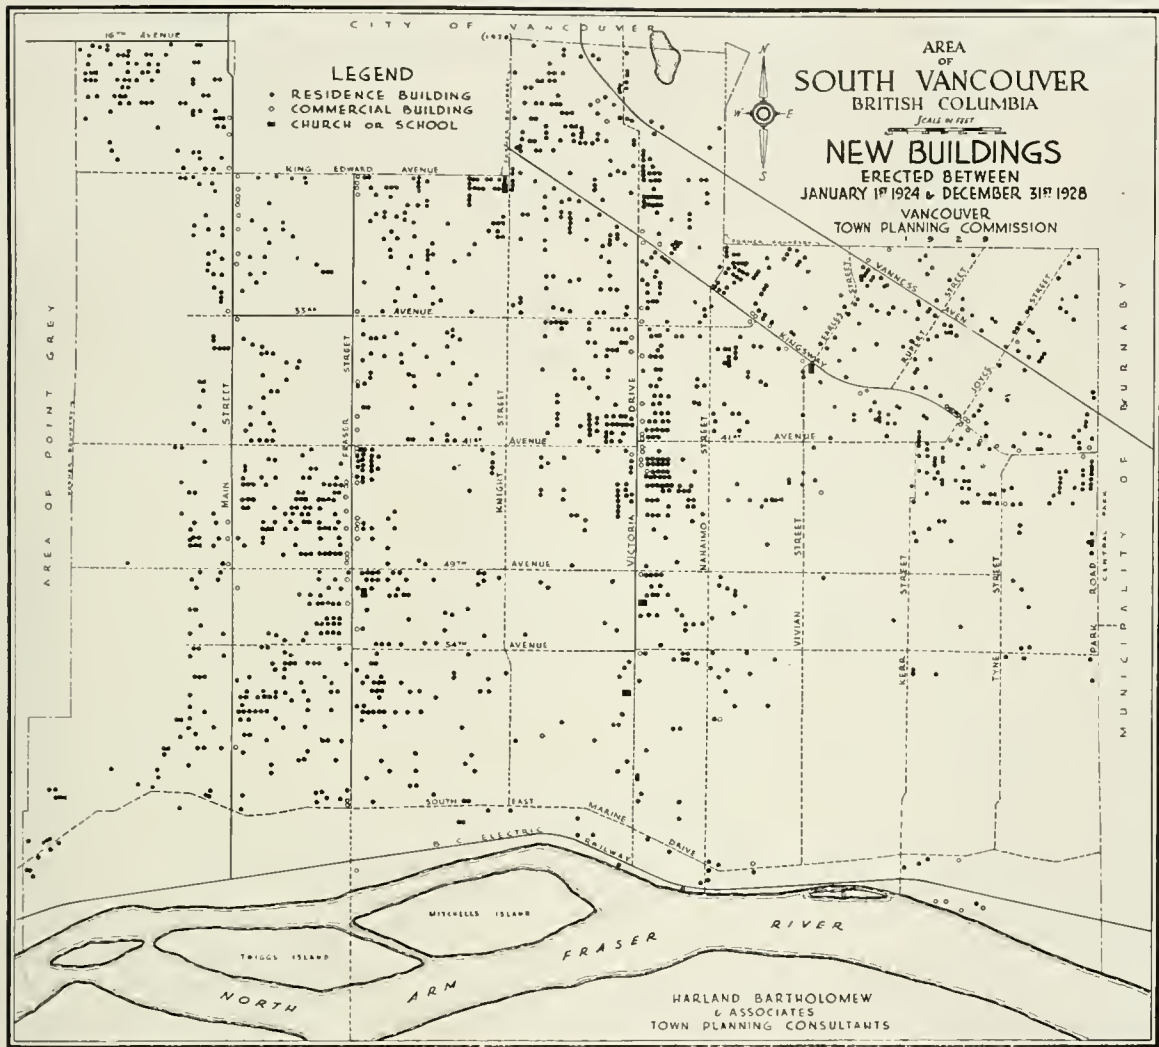 CITY OF VANCOUVER
16TH AVENUE
LEGEND
RESIDENCE BUILDING
COMMERCIAL BUILDING
CHURCH OR SCHOOL
AREA
OF
SOUTH VANCOUVER
BRITISH COLUMBIA
SCALE IN FEET
NEW BUILDINGS
ERECTED BETWEEN
JANUARY 1ST 1924 & DECEMBER 31ST 1928
VANCOUVER
TOWN PLANNING COMMISSION
1929
N
W
E
S
KING EDWARD AVENUE
VANNESS AVEN
EARLES STREET
RUPERT STREET
JOYCE STREET
KINGSWAY
33RD AVENUE
AREA OF POINT GREY
MAIN STREET
FRASER STREET
KNIGHT STREET
VICTORIA DRIVE
NANAIMO STREET
VIVIAN STREET
KERR STREET
TYNE STREET
PARK ROAD
CENTRAL PARK
MUNICIPALITY OF BURNABY
41ST AVENUE
41ST AVENUE
49TH AVENUE
54TH AVENUE
SOUTH EAST MARINE DRIVE
B C ELECTRIC RAILWAY
MITCHELLS ISLAND
TWIGGS ISLAND
NORTH ARM FRASER RIVER
HARLAND BARTHOLOMEW
& ASSOCIATES
TOWN PLANNING CONSULTANTS